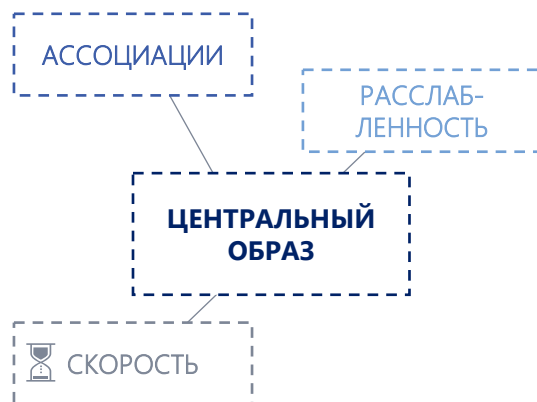 АССОЦИАЦИИ
РАССЛАБ-
ЛЕННОСТЬ
ЦЕНТРАЛЬНЫЙ
ОБРАЗ
СКОРОСТЬ